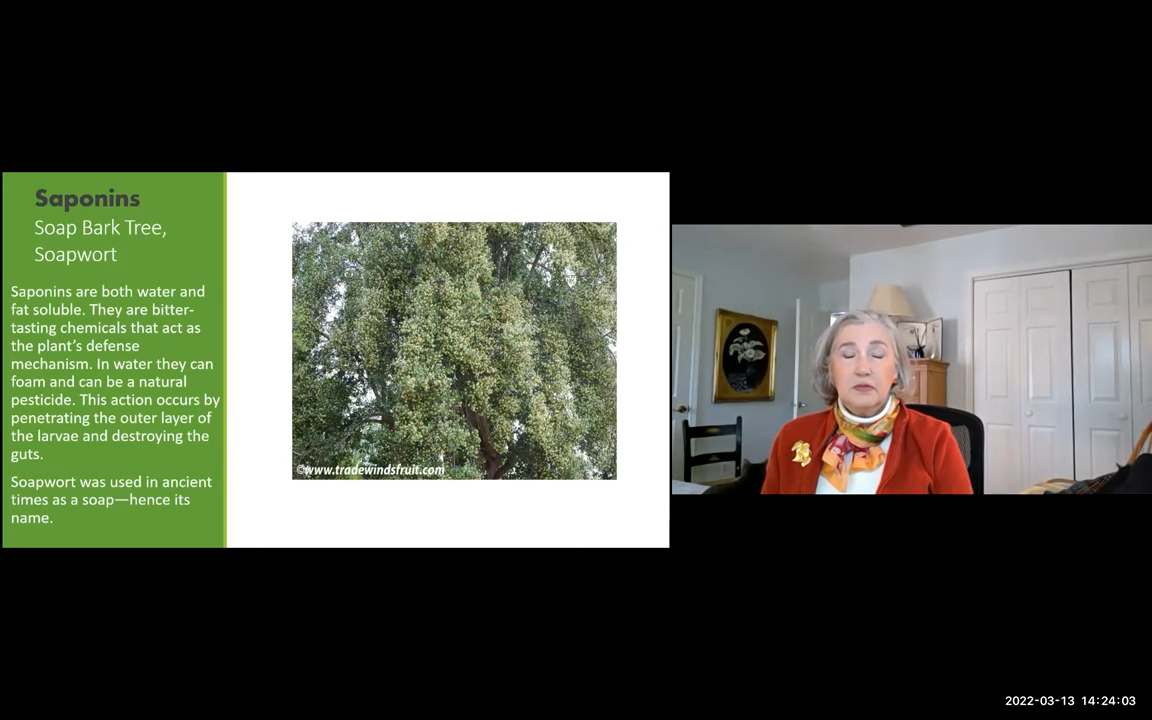 Saponins
Soap Bark Tree,
Soapwort
Saponins are both water and
fat soluble. They are bitter-
tasting chemicals that act as
the plant’s defense
mechanism. In water they can
foam and can be a natural
pesticide. This action occurs by
penetrating the outer layer of
the larvae and destroying the
guts.
Soapwort was used in ancient
times as a soap—hence its
name.
©www.tradewindsfruit.com
2022-03-13 14:24:03